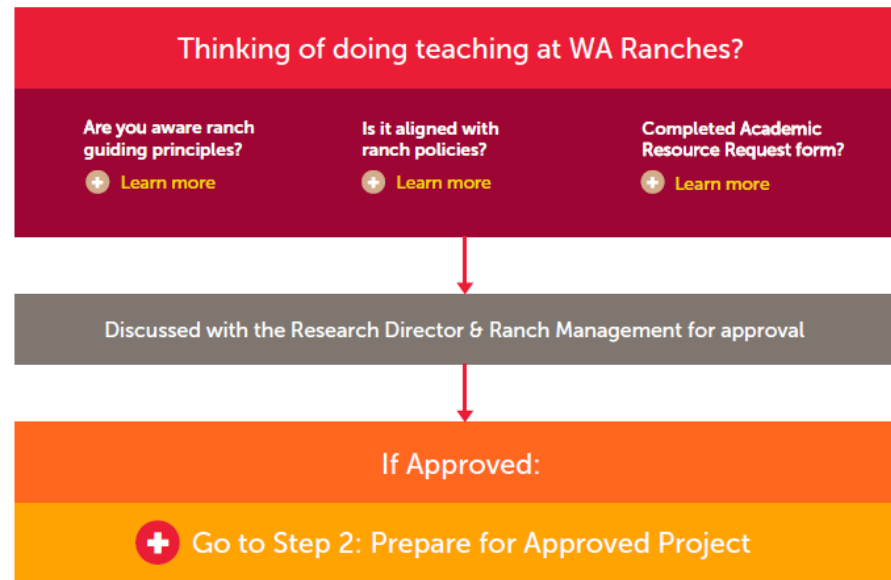 Thinking of doing teaching at WA Ranches?
Are you aware ranch
guiding principles?
Learn more
Is it aligned with
ranch policies?
Learn more
Completed Academic
Resource Request form?
Learn more
Discussed with the Research Director & Ranch Management for approval
If Approved:
Go to Step 2: Prepare for Approved Project